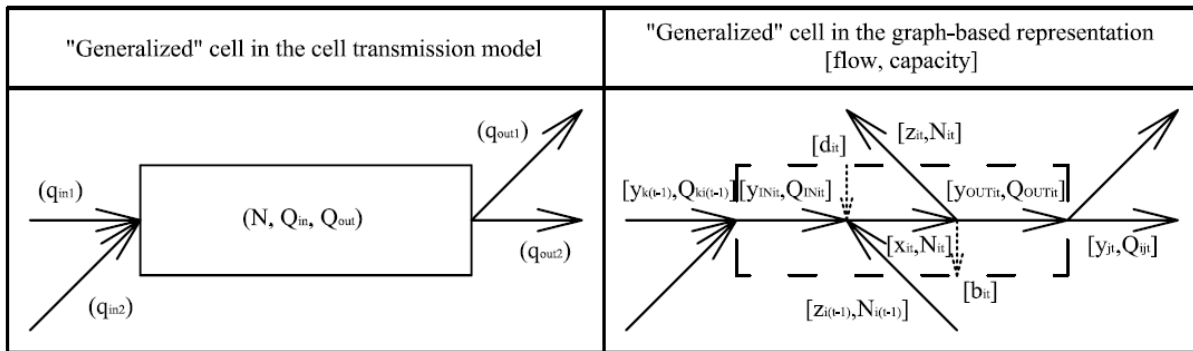 "Generalized" cell in the cell transmission model
"Generalized" cell in the graph-based representation
[flow, capacity]
(qin1)
(N, Qin, Qout)
(qout1)
(qin2)
(qout2)
[zit,Nit]
[dit]
[yk(t-1),Qki(t-1)]
[yINit,QINit]
[yOUTit,QOUTit]
[xit,Nit]
[yjt,Qijt]
[bit]
[zi(t-1),Ni(t-1)]